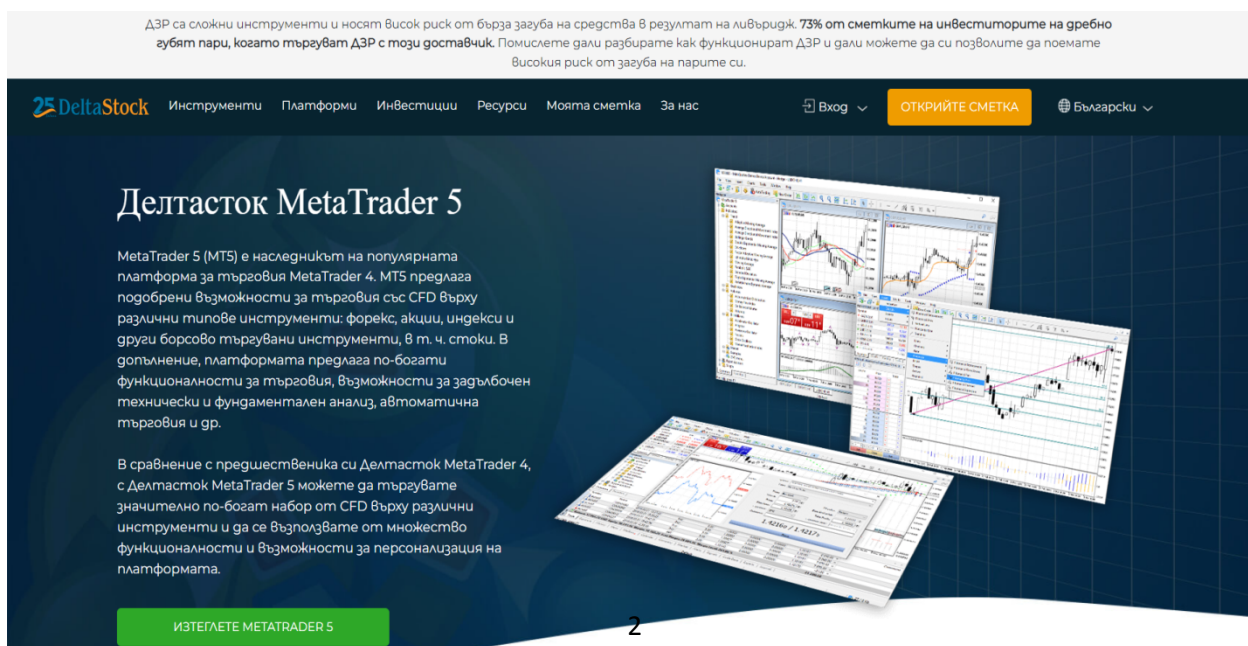 ДЗР са сложни инструменти и носят висок риск от бърза загуба на средства в резултат на ливъридж. 73% от сметките на инвеститорите на дребно
губят пари, когато търгуват ДЗР с този доставчик. Помислете дали разбирате как функционират ДЗР и дали можете да си позволите да поемате
високия риск от загуба на парите си.
25 DeltaStock Инструменти Платформи Инвестиции Ресурси Моята сметка За нас Вход ОТКРИЙТЕ СМЕТКА Български
Делтасток MetaTrader 5
MetaTrader 5 (MT5) е наследникът на популярната
платформа за търговия MetaTrader 4. MT5 предлага
подобрени възможности за търговия със CFD върху
различни типове инструменти: форекс, акции, индекси и
други борсово търгувани инструменти, в т. ч. стоки. В
допълнение, платформата предлага по-богати
функционалности за търговия, възможности за задълбочен
технически и фундаментален анализ, автоматична
търговия и др.
В сравнение с предшественика си Делтасток MetaTrader 4,
с Делтасток MetaTrader 5 можете да търгувате
значително по-богат набор от CFD върху различни
инструменти и да се възползвате от множество
функционалности и възможности за персонализация на
платформата.
ИЗТЕГЛЕТЕ METATRADER 5
2